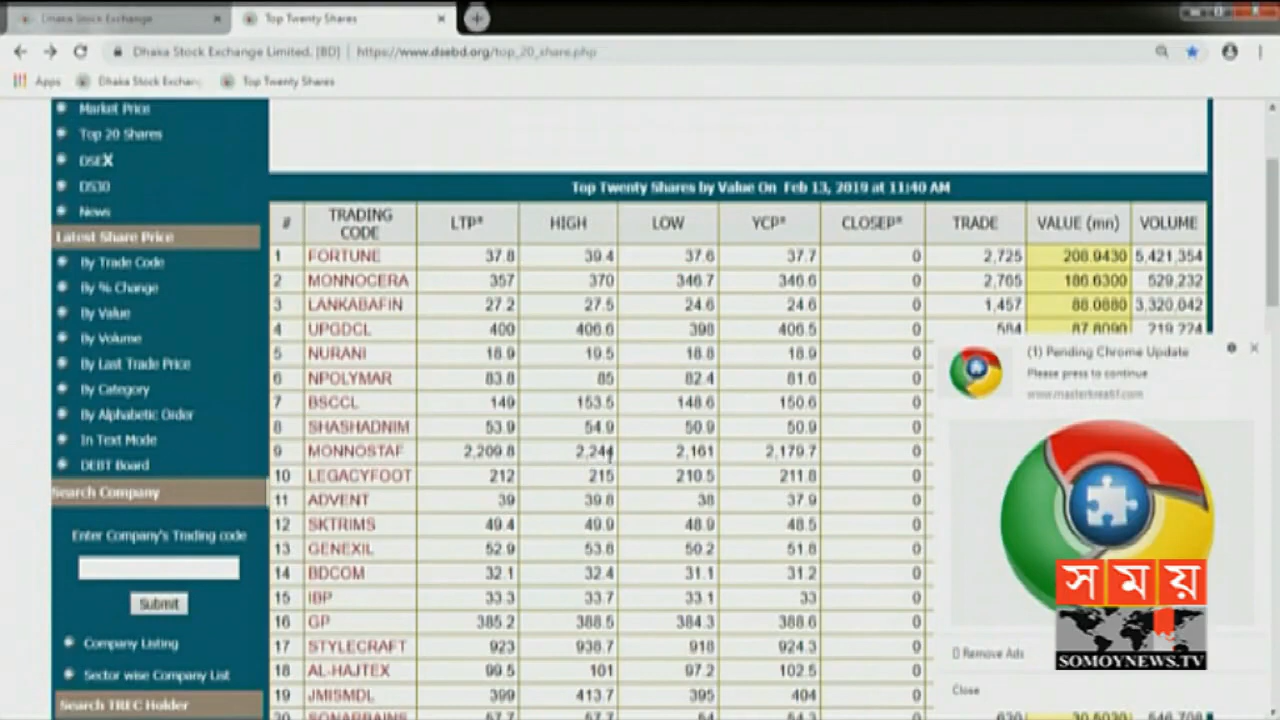 Dhaka Stock Exchange
Top Twenty Shares
Dhaka Stock Exchange Limited. [BD] | https://www.dsebd.org/top_20_share.php
Apps Dhaka Stock Exchang Top Twenty Shares
Market Price
Top 20 Shares
DSEX
DS30
News
Latest Share Price
By Trade Code
By % Change
By Value
By Volume
By Last Trade Price
By Category
By Alphabetic Order
In Text Mode
DEBT Board
Search Company
Enter Company's Trading code
Submit
Company Listing
Sector wise Company List
Search TREC Holder
Top Twenty Shares by Value On Feb 13, 2019 at 11:40 AM
# TRADING CODE LTP* HIGH LOW YCP* CLOSEP* TRADE VALUE (mn) VOLUME
1 FORTUNE 37.8 39.4 37.6 37.7 0 2,725 208.9430 5,421,354
2 MONNOCERA 357 370 346.7 346.6 0 2,765 186.6300 529,232
3 LANKABAFIN 27.2 27.5 24.6 24.6 0 1,457 88.0880 3,320,042
4 UPGDCL 400 406.6 398 406.5 0 584 87.8090 219,224
5 NURANI 18.9 19.5 18.8 18.9 0
6 NPOLYMAR 83.8 85 82.4 81.6 0
7 BSCCL 149 153.5 148.6 150.6 0
8 SHASHADNIM 53.9 54.9 50.9 50.9 0
9 MONNOSTAF 2,209.8 2,244 2,161 2,179.7 0
10 LEGACYFOOT 212 215 210.5 211.8 0
11 ADVENT 39 39.8 38 37.9 0
12 SKTRIMS 49.4 49.9 48.9 48.5 0
13 GENEXIL 52.9 53.8 50.2 51.8 0
14 BDCOM 32.1 32.4 31.1 31.2 0
15 IBP 33.3 33.7 33.1 33 0
16 GP 385.2 388.5 384.3 388.6 0
17 STYLECRAFT 923 938.7 918 924.3 0
18 AL-HAJTEX 99.5 101 97.2 102.5 0
19 JMISMDL 399 413.7 395 404 0
(1) Pending Chrome Update
Please press to continue
www.masterkreatif.com
Remove Ads
Close
সময়
SOMOYNEWS.TV